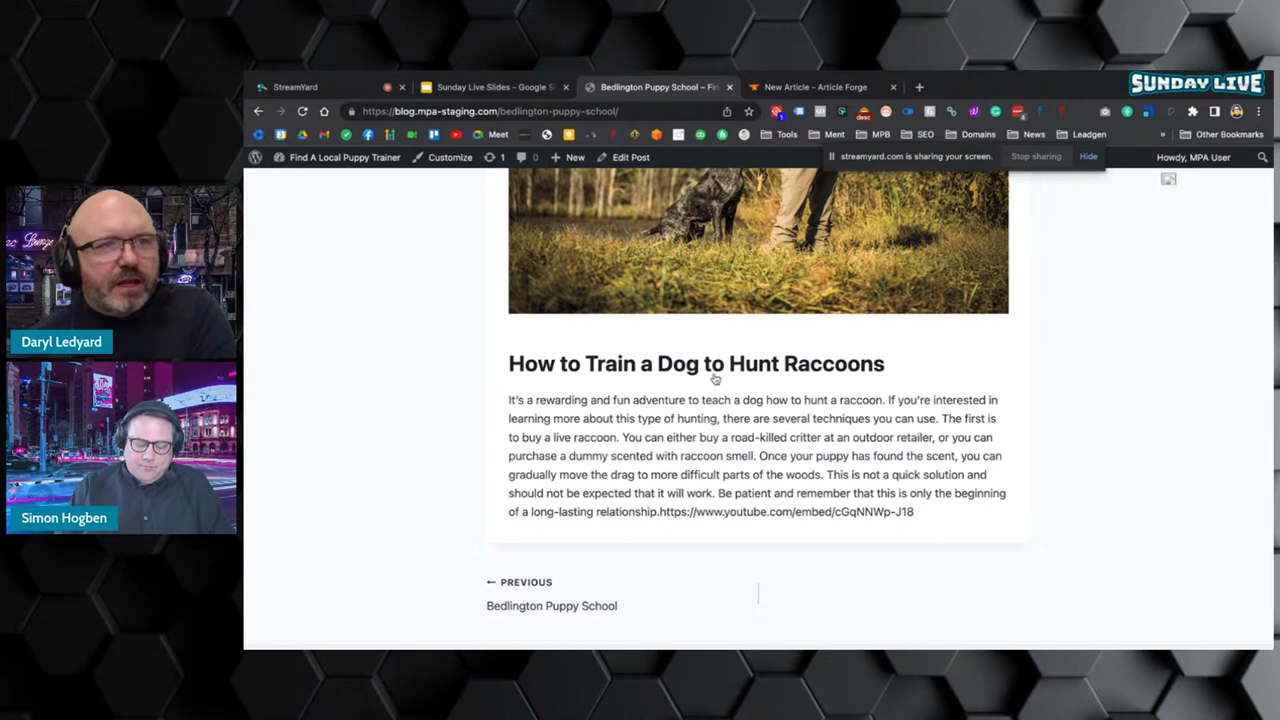 SUNDAY LIVE
StreamYard
Sunday Live Slides - Google Sl
Bedlington Puppy School – Fin
New Article - Article Forge
https://blog.mpa-staging.com/bedlington-puppy-school/
Meet
Tools
Ment
MPB
SEO
Domains
News
Leadgen
Other Bookmarks
Find A Local Puppy Trainer
Customize
1
0
New
Edit Post
streamyard.com is sharing your screen.
Stop sharing
Hide
Howdy, MPA User
How to Train a Dog to Hunt Raccoons
It's a rewarding and fun adventure to teach a dog how to hunt a raccoon. If you're interested in
learning more about this type of hunting, there are several techniques you can use. The first is
to buy a live raccoon. You can either buy a road-killed critter at an outdoor retailer, or you can
purchase a dummy scented with raccoon smell. Once your puppy has found the scent, you can
gradually move the drag to more difficult parts of the woods. This is not a quick solution and
should not be expected that it will work. Be patient and remember that this is only the beginning
of a long-lasting relationship.https://www.youtube.com/embed/cGqNNWp-J18
← PREVIOUS
Bedlington Puppy School
Daryl Ledyard
Simon Hogben